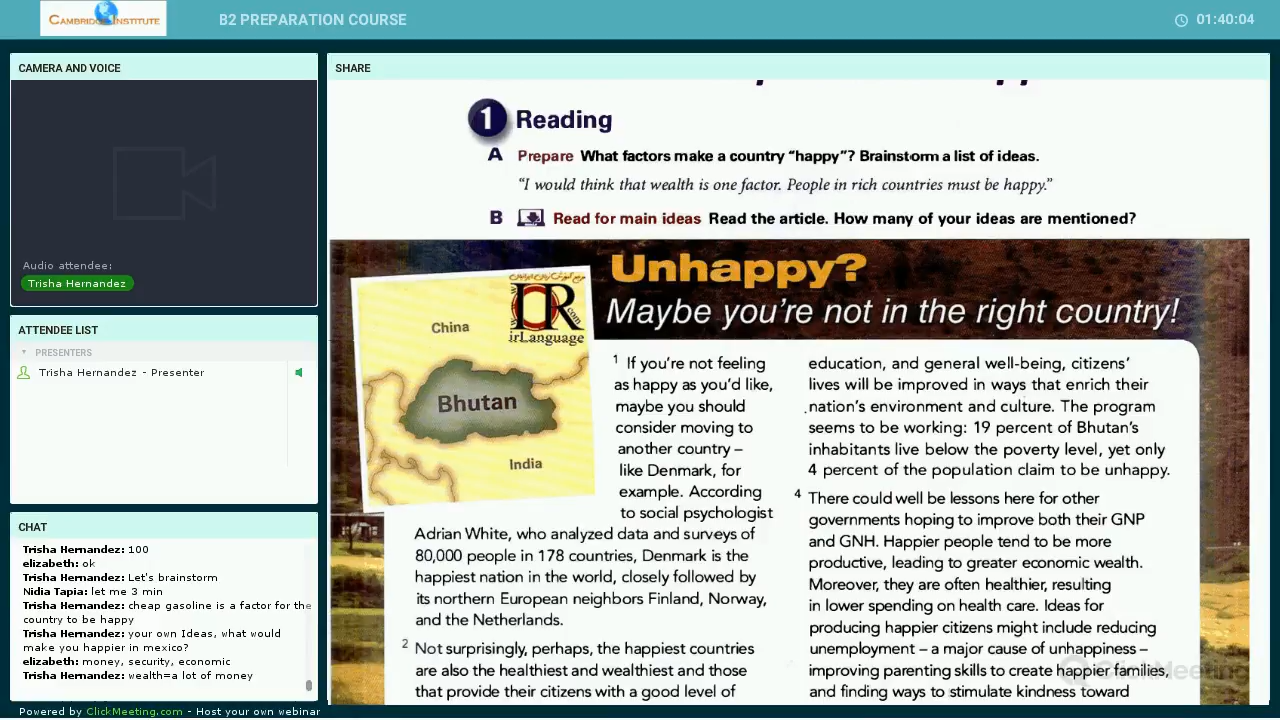 CAMBRIDGE INSTITUTE
B2 PREPARATION COURSE
01:40:04
CAMERA AND VOICE
Audio attendee:
Trisha Hernandez
ATTENDEE LIST
PRESENTERS
Trisha Hernandez - Presenter
CHAT
Trisha Hernandez: 100
elizabeth: ok
Trisha Hernandez: Let's brainstorm
Nidia Tapia: let me 3 min
Trisha Hernandez: cheap gasoline is a factor for the
country to be happy
Trisha Hernandez: your own Ideas, what would
make you happier in mexico?
elizabeth: money, security, economic
Trisha Hernandez: wealth=a lot of money
Powered by ClickMeeting.com - Host your own webinar
SHARE
1 Reading
A Prepare What factors make a country “happy”? Brainstorm a list of ideas.
“I would think that wealth is one factor. People in rich countries must be happy.”
B Read for main ideas Read the article. How many of your ideas are mentioned?
Unhappy?
Maybe you're not in the right country!
China
Bhutan
India
IR.com
irLanguage
1 If you're not feeling
as happy as you'd like,
maybe you should
consider moving to
another country –
like Denmark, for
example. According
to social psychologist
Adrian White, who analyzed data and surveys of
80,000 people in 178 countries, Denmark is the
happiest nation in the world, closely followed by
its northern European neighbors Finland, Norway,
and the Netherlands.
2 Not surprisingly, perhaps, the happiest countries
are also the healthiest and wealthiest and those
that provide their citizens with a good level of
education, and general well-being, citizens'
lives will be improved in ways that enrich their
nation's environment and culture. The program
seems to be working: 19 percent of Bhutan's
inhabitants live below the poverty level, yet only
4 percent of the population claim to be unhappy.
4 There could well be lessons here for other
governments hoping to improve both their GNP
and GNH. Happier people tend to be more
productive, leading to greater economic wealth.
Moreover, they are often healthier, resulting
in lower spending on health care. Ideas for
producing happier citizens might include reducing
unemployment – a major cause of unhappiness –
improving parenting skills to create happier families,
and finding ways to stimulate kindness toward
ClickMeeting